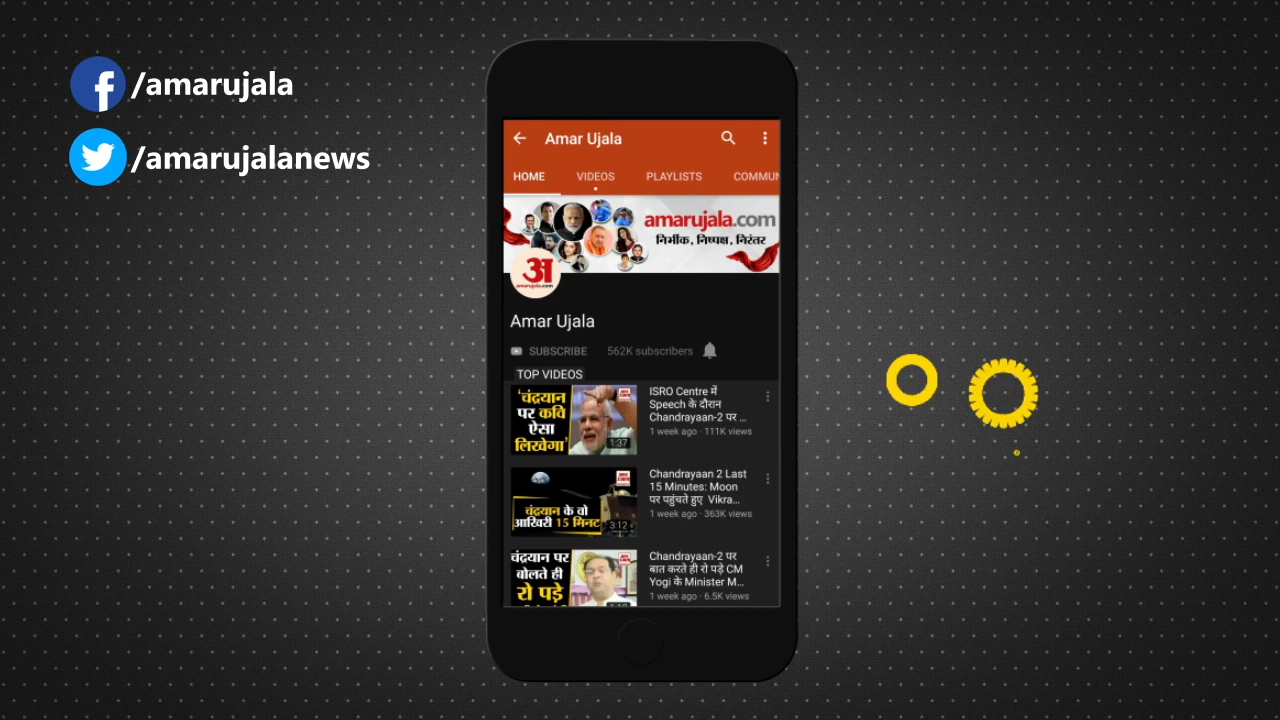 /amarujala
/amarujalanews
Amar Ujala
HOME VIDEOS PLAYLISTS COMMUN
amarujala.com
निर्भीक, निष्पक्ष, निरंतर
अ
amarujala.com
Amar Ujala
SUBSCRIBE 562K subscribers
TOP VIDEOS
'चंद्रयान
पर कवि
ऐसा
लिखेगा'
1:37
ISRO Centre में
Speech के दौरान
Chandrayaan-2 पर ...
1 week ago · 111K views
चंद्रयान के वो
आखिरी 15 मिनट
3:12
Chandrayaan 2 Last
15 Minutes: Moon
पर पहुंचते हुए Vikra...
1 week ago · 363K views
चंद्रयान पर
बोलते ही
रो पड़े
Chandrayaan-2 पर
बात करते ही रो पड़े CM
Yogi के Minister M...
1 week ago · 6.5K views